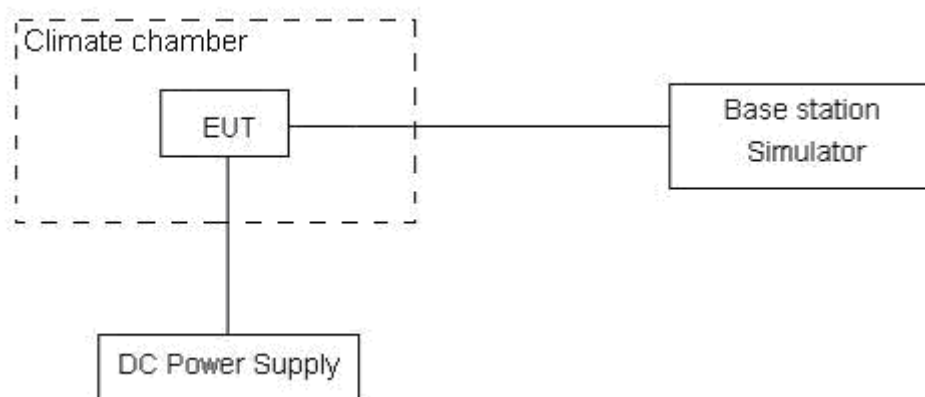 Climate chamber
EUT
Base station
Simulator
DC Power Supply